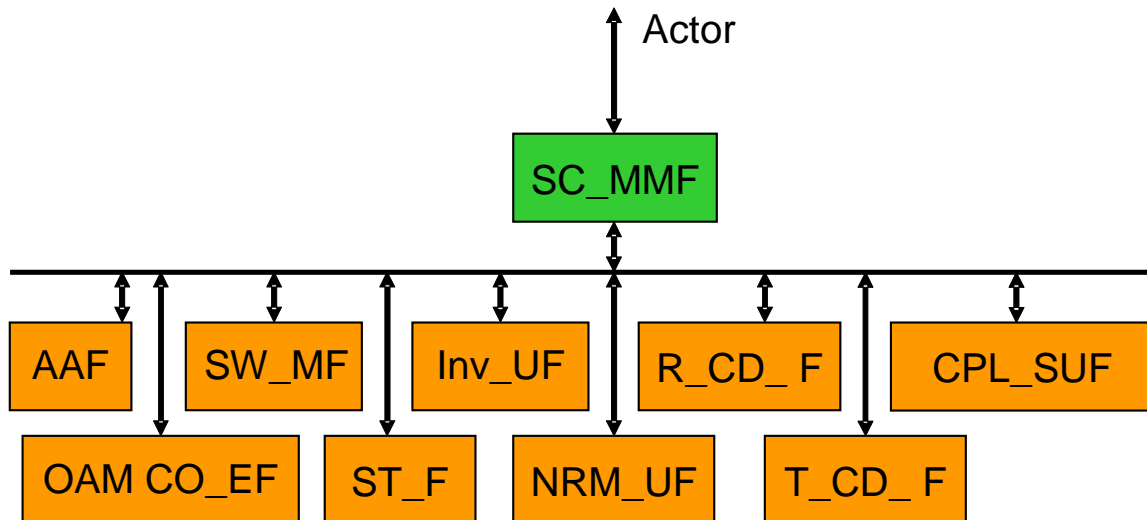 Actor
SC_MMF
AAF
SW_MF
Inv_UF
R_CD_ F
CPL_SUF
OAM CO_EF
ST_F
NRM_UF
T_CD_ F